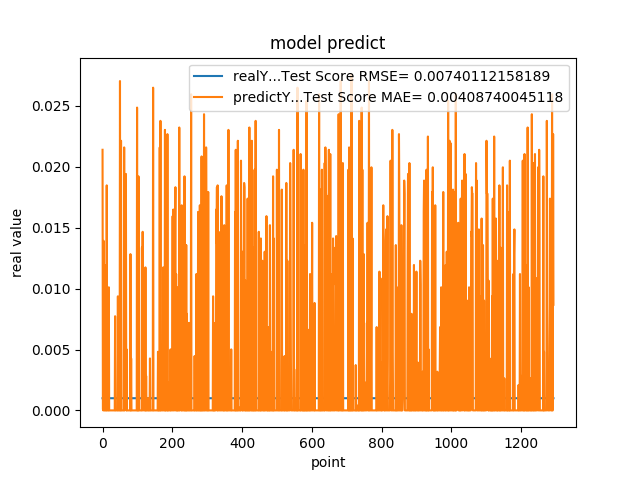 model predict
realY...Test Score RMSE= 0.00740112158189
predictY...Test Score MAE= 0.00408740045118
real value
0.025
0.020
0.015
0.010
0.005
0.000
0 200 400 600 800 1000 1200
point